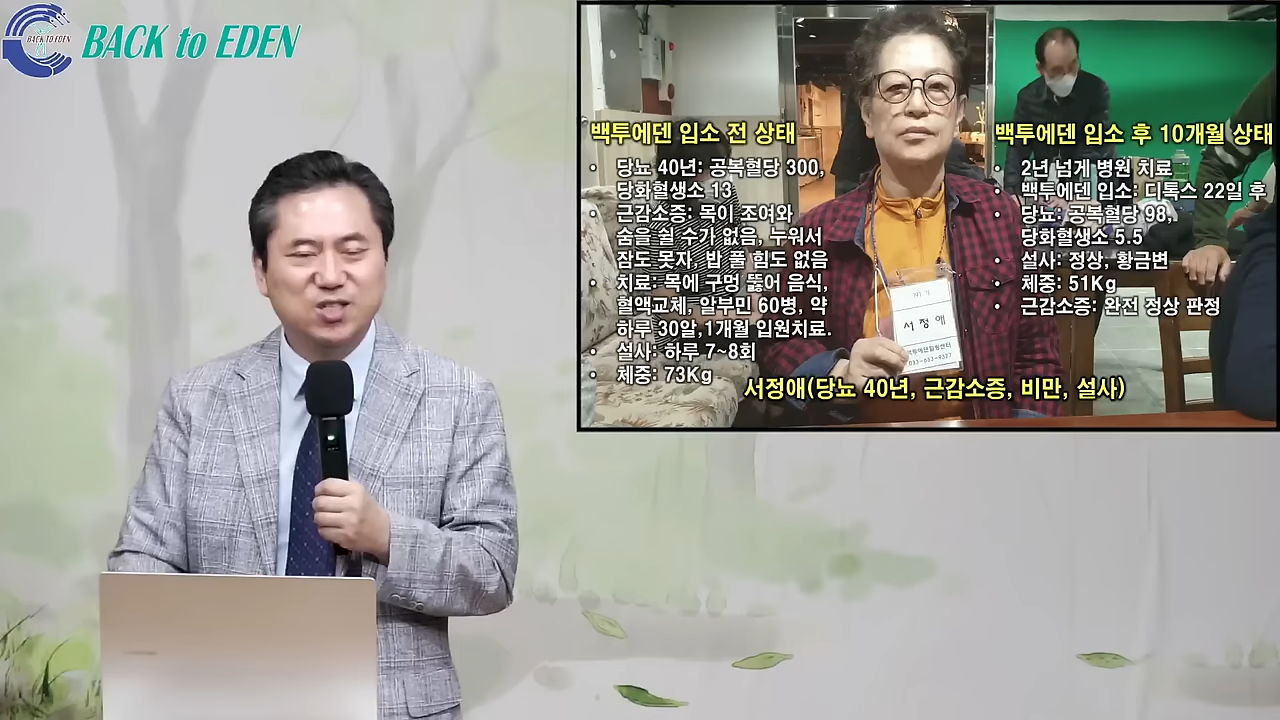 BACK TO EDEN
BACK to EDEN
백투에덴 입소 전 상태
• 당뇨 40년: 공복혈당 300,
당화혈생소 13
• 근감소증: 목이 조여와
숨을 쉴 수가 없음, 누워서
잠도 못자, 밥 풀 힘도 없음
• 치료: 목에 구멍 뚫어 음식,
혈액교체, 알부민 60병, 약
하루 30알,1개월 입원치료.
• 설사: 하루 7~8회
• 체중: 73Kg
백투에덴 입소 후 10개월 상태
• 2년 넘게 병원 치료
• 백투에덴 입소: 디톡스 22일 후
• 당뇨: 공복혈당 98,
당화혈생소 5.5
• 설사: 정상, 황금변
• 체중: 51Kg
• 근감소증: 완전 정상 판정
서정애
033-633-9337
서정애(당뇨 40년, 근감소증, 비만, 설사)